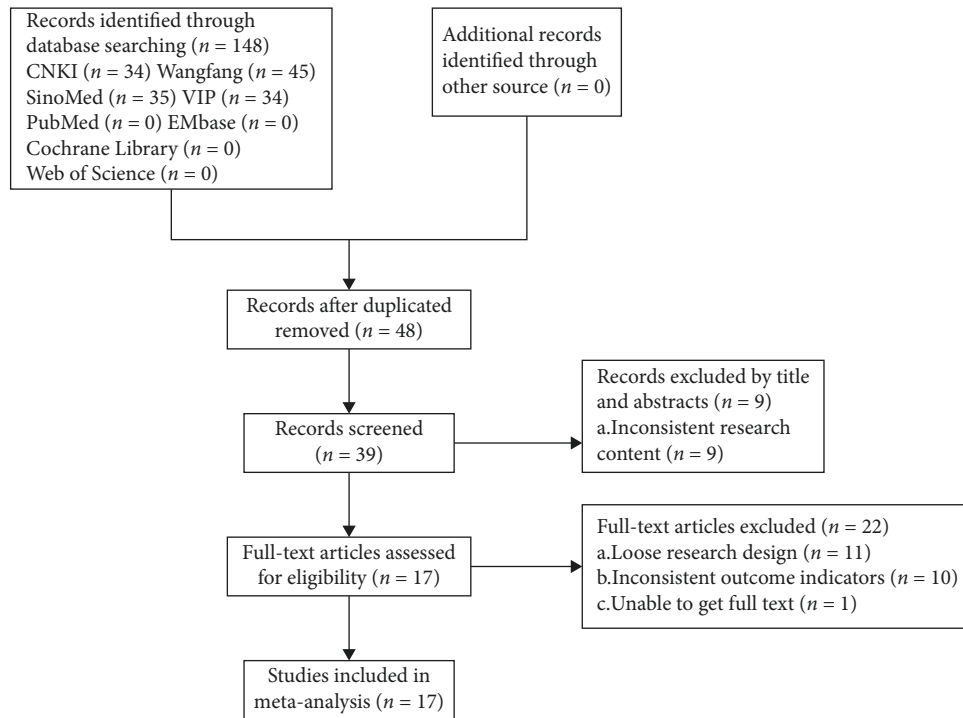 Records identified through
database searching (n = 148)
CNKI (n = 34) Wangfang (n = 45)
SinoMed (n = 35) VIP (n = 34)
PubMed (n = 0) EMbase (n = 0)
Cochrane Library (n = 0)
Web of Science (n = 0)
Additional records
identified through
other source (n = 0)
Records after duplicated
removed (n = 48)
Records screened
(n = 39)
Records excluded by title
and abstracts (n = 9)
a.Inconsistent research
content (n = 9)
Full-text articles assessed
for eligibility (n = 17)
Full-text articles excluded (n = 22)
a.Loose research design (n = 11)
b.Inconsistent outcome indicators (n = 10)
c.Unable to get full text (n = 1)
Studies included in
meta-analysis (n = 17)